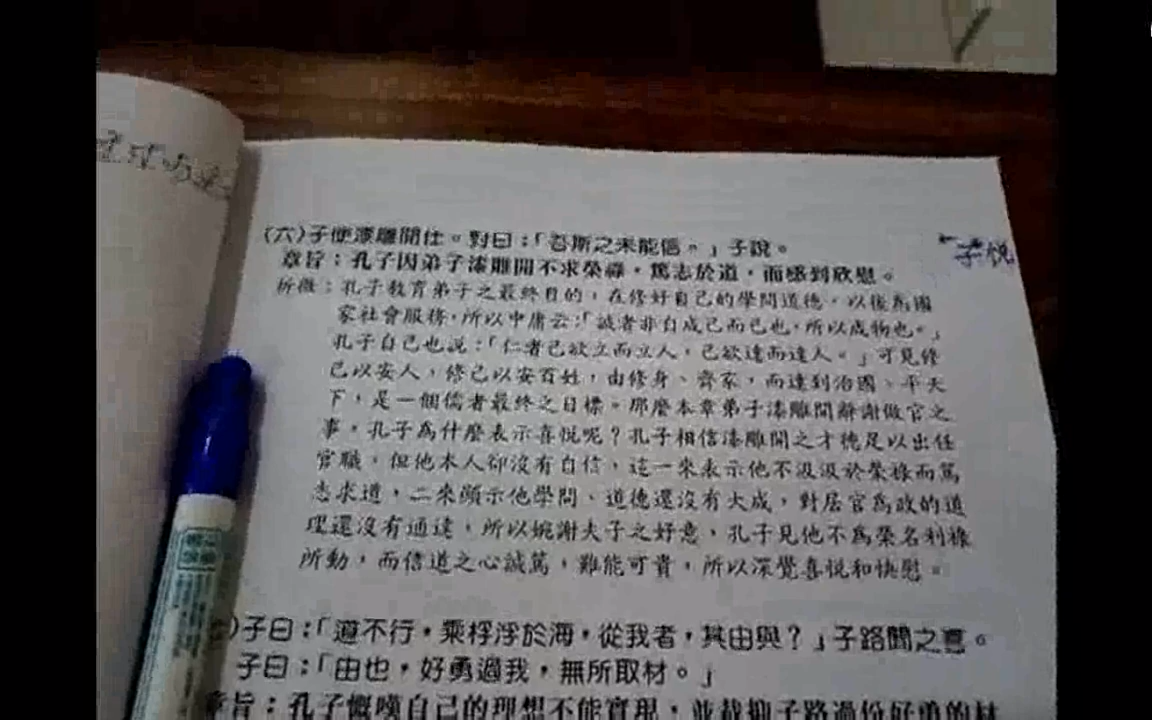 (六)子使漆雕開仕。對曰:「吾斯之未能信。」子說。
子悅
章旨:孔子因弟子漆雕開不求榮祿,篤志於道,而感到欣慰。
析微:孔子教育弟子之最終目的,在修好自己的學問道德,以後為國
家社會服務,所以中庸云:「誠者非自成己而已也,所以成物也。」
孔子自己也說:「仁者己欲立而立人,己欲達而達人。」可見修
己以安人,修己以安百姓,由修身、齊家,而達到治國、平天
下,是一個儒者最終之目標。那麼本章弟子漆雕開辭謝做官之
事,孔子為什麼表示喜悅呢?孔子相信漆雕開之才德足以出任
官職,但他本人卻沒有自信,這一來表示他不汲汲於榮祿而篤
志求道,二來顯示他學問、道德還沒有大成,對居官為政的道
理還沒有通達,所以婉謝夫子之好意,孔子見他不為榮名利祿
所動,而信道之心誠篤,難能可貴,所以深覺喜悅和快慰。
)子曰:「道不行,乘桴浮於海,從我者,其由與?」子路聞之喜。
子曰:「由也,好勇過我,無所取材。」
章旨:孔子慨嘆自己的理想不能實現,並裁抑子路過份好勇的